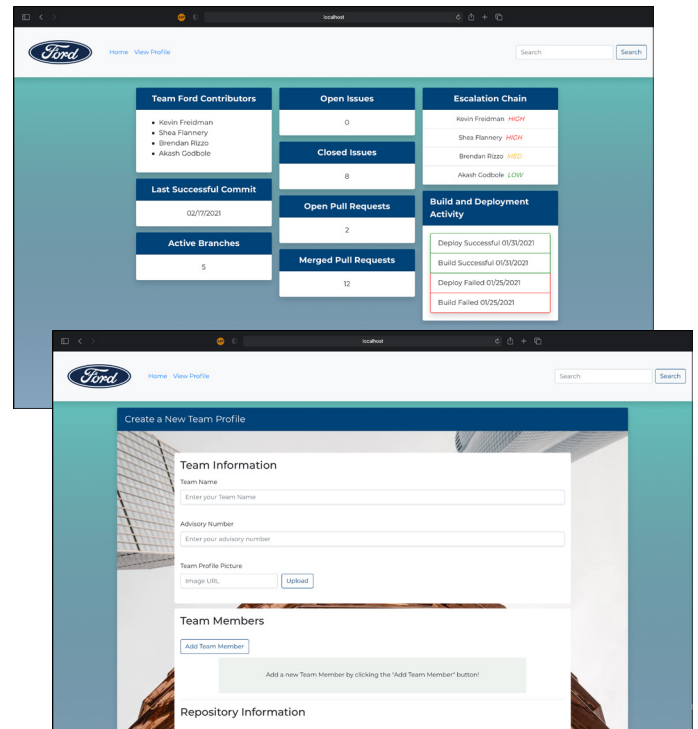 localhost
Ford
Home View Profile
Search
Search
Team Ford Contributors
Kevin Freidman
Shea Flannery
Brendan Rizzo
Akash Godbole
Last Successful Commit
02/17/2021
Active Branches
5
Open Issues
0
Closed Issues
8
Open Pull Requests
2
Merged Pull Requests
12
Escalation Chain
Kevin Freidman HIGH
Shea Flannery HIGH
Brendan Rizzo MED
Akash Godbole LOW
Build and Deployment
Activity
Deploy Successful 01/31/2021
Build Successful 01/31/2021
Deploy Failed 01/25/2021
Build Failed 01/25/2021
localhost
Ford
Home View Profile
Search
Search
Create a New Team Profile
Team Information
Team Name
Enter your Team Name
Advisory Number
Enter your advisory number
Team Profile Picture
Image URL
Upload
Team Members
Add Team Member
Add a new Team Member by clicking the "Add Team Member" button!
Repository Information